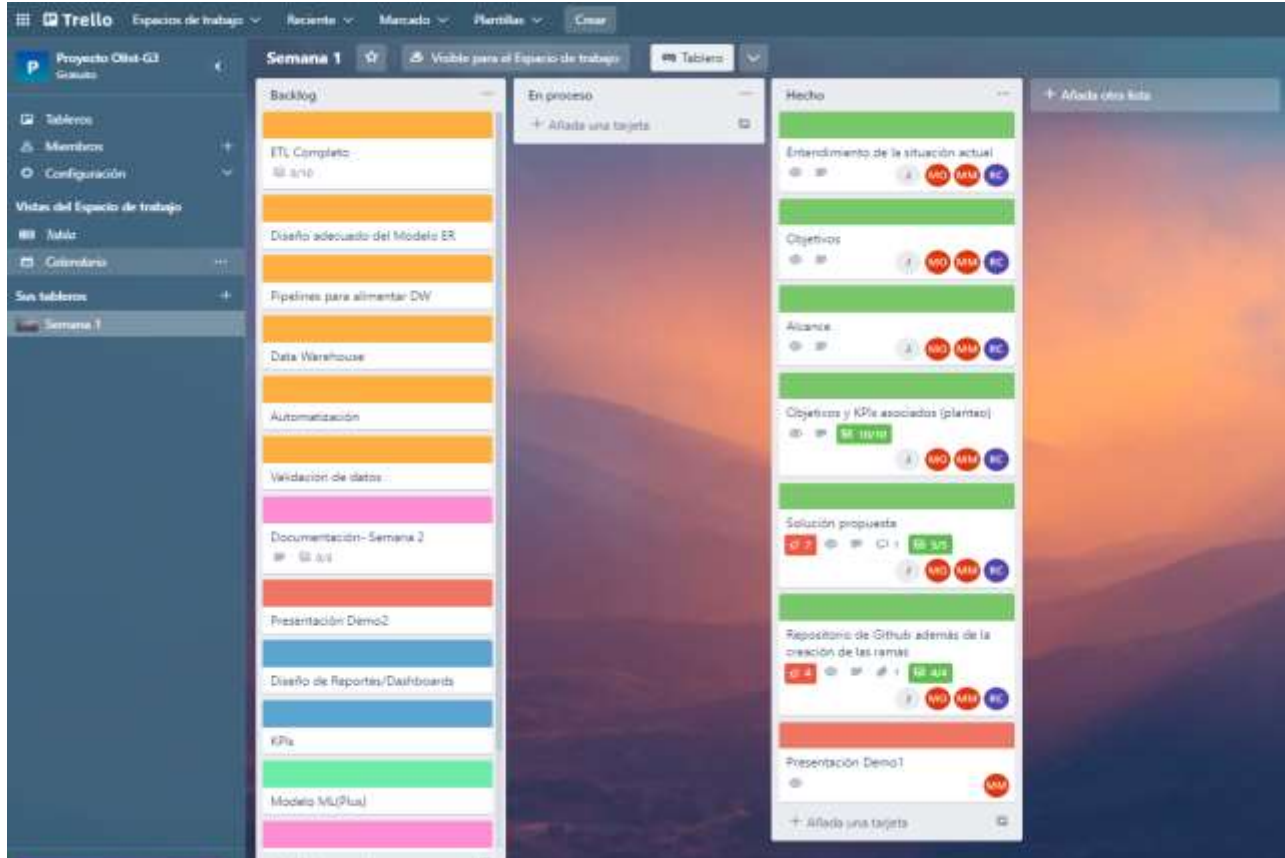 Trello Espacios de trabajo Reciente Marcado Plantillas Crear
P Proyecto Olist-G3
Gratuito
Semana 1 Visible para el Espacio de trabajo Tablero
Tableros
Miembros
Configuración
Vistas del Espacio de trabajo
Tabla
Calendario
Sus tableros
Semana 1
Backlog
ETL Completo
Diseño adecuado del Modelo ER
Pipelines para alimentar DW
Data Warehouse
Automatización
Validacion de datos
Documentación- Semana 2
Presentación Demo2
Diseño de Reportes/Dashboards
KPIs
Modelo ML(Plus)
En proceso
+ Añada una tarjeta
Hecho
Entendimiento de la situación actual
MO MM RC
Objetivos
MO MM RC
Alcance
MO MM RC
Objetivos y KPIs asociados (planteo)
10/10
MO MM RC
Solución propuesta
1 5/5
MO MM RC
Repositorio de Github además de la
creación de las ramas
4 1 4/4
MO MM RC
Presentación Demo1
MM
+ Añada una tarjeta
+ Añada otra lista